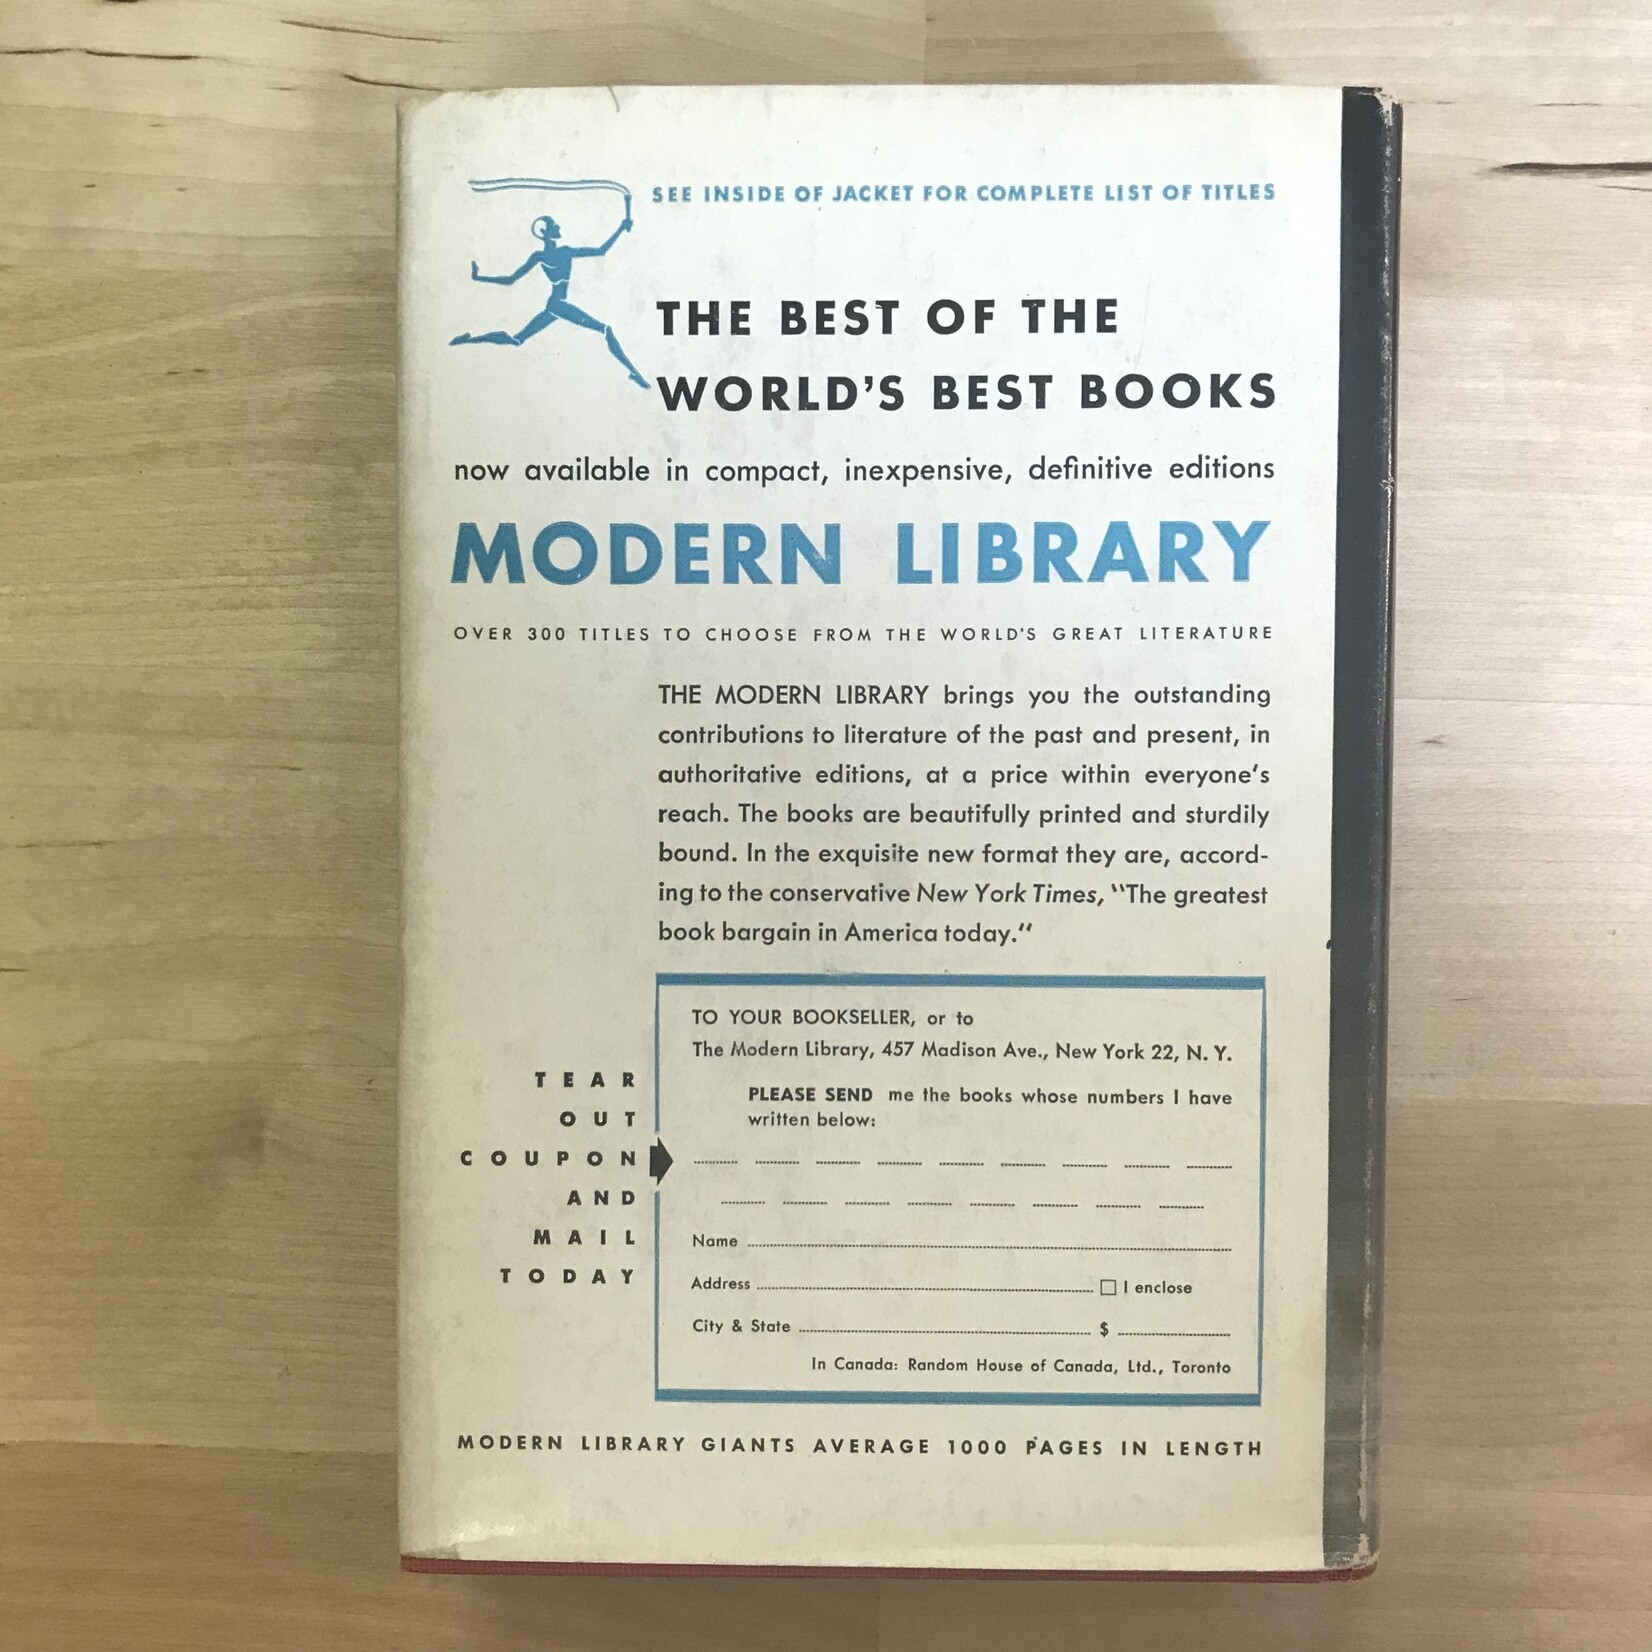 SEE INSIDE OF JACKET FOR COMPLETE LIST OF TITLES
THE BEST OF THE
WORLD'S BEST BOOKS
now available in compact, inexpensive, definitive editions
MODERN LIBRARY
OVER 300 TITLES TO CHOOSE FROM THE WORLD'S GREAT LITERATURE
THE MODERN LIBRARY brings you the outstanding
contributions to literature of the past and present, in
authoritative editions, at a price within everyone's
reach. The books are beautifully printed and sturdily
bound. In the exquisite new format they are, accord-
ing to the conservative New York Times, "The greatest
book bargain in America today."
TEAR
OUT
COUPON
AND
MAIL
TODAY
TO YOUR BOOKSELLER, or to
The Modern Library, 457 Madison Ave., New York 22, N. Y.
PLEASE SEND me the books whose numbers I have
written below:
Name
Address I enclose
City & State $
In Canada: Random House of Canada, Ltd., Toronto
MODERN LIBRARY GIANTS AVERAGE 1000 PAGES IN LENGTH